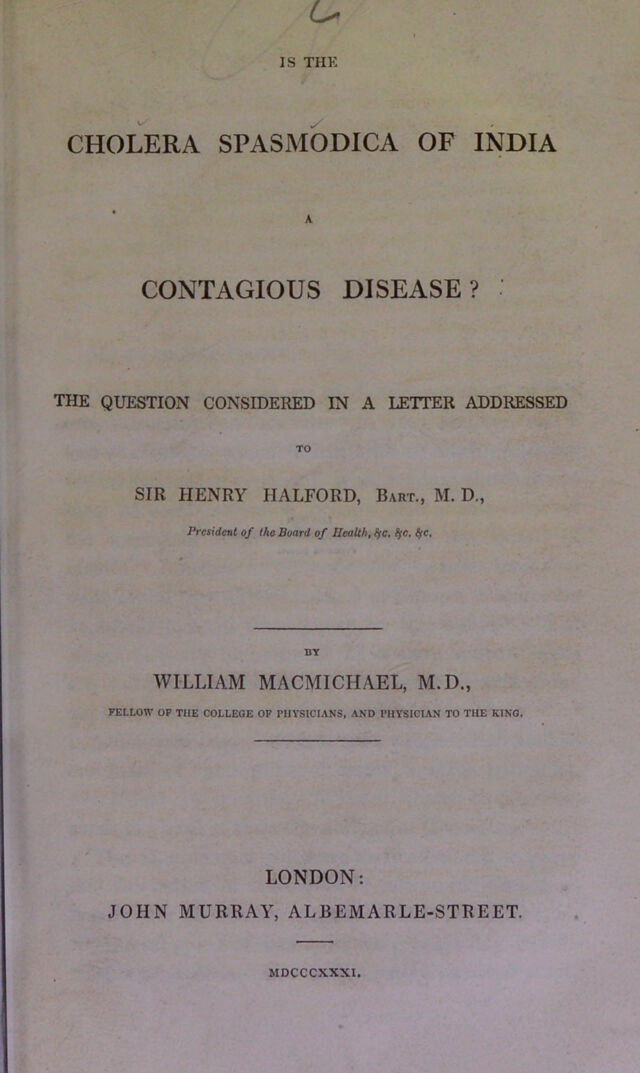 IS THE
CHOLERA SPASMODICA OF INDIA
A
CONTAGIOUS DISEASE?
THE QUESTION CONSIDERED IN A LETTER ADDRESSED
TO
SIR HENRY HALFORD, BART., M. D.,
President of the Board of Health, &c. &c. &c.
BY
WILLIAM MACMICHAEL, M.D.,
FELLOW OF THE COLLEGE OF PHYSICIANS, AND PHYSICIAN TO THE KING.
LONDON:
JOHN MURRAY, ALBEMARLE-STREET.
MDCCCXXXI.